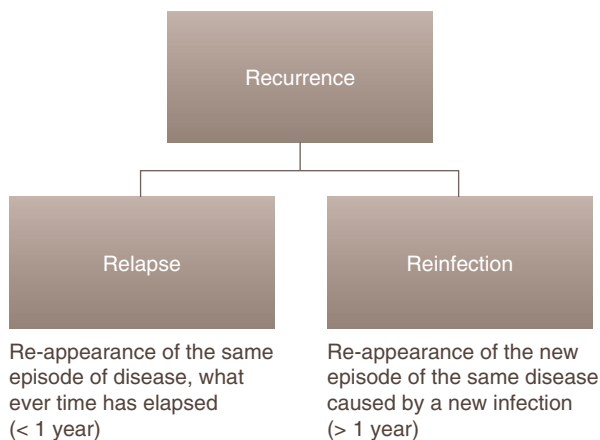 Recurrence
Relapse
Reinfection
Re-appearance of the same
episode of disease, what
ever time has elapsed
(< 1 year)
Re-appearance of the new
episode of the same disease
caused by a new infection
(> 1 year)